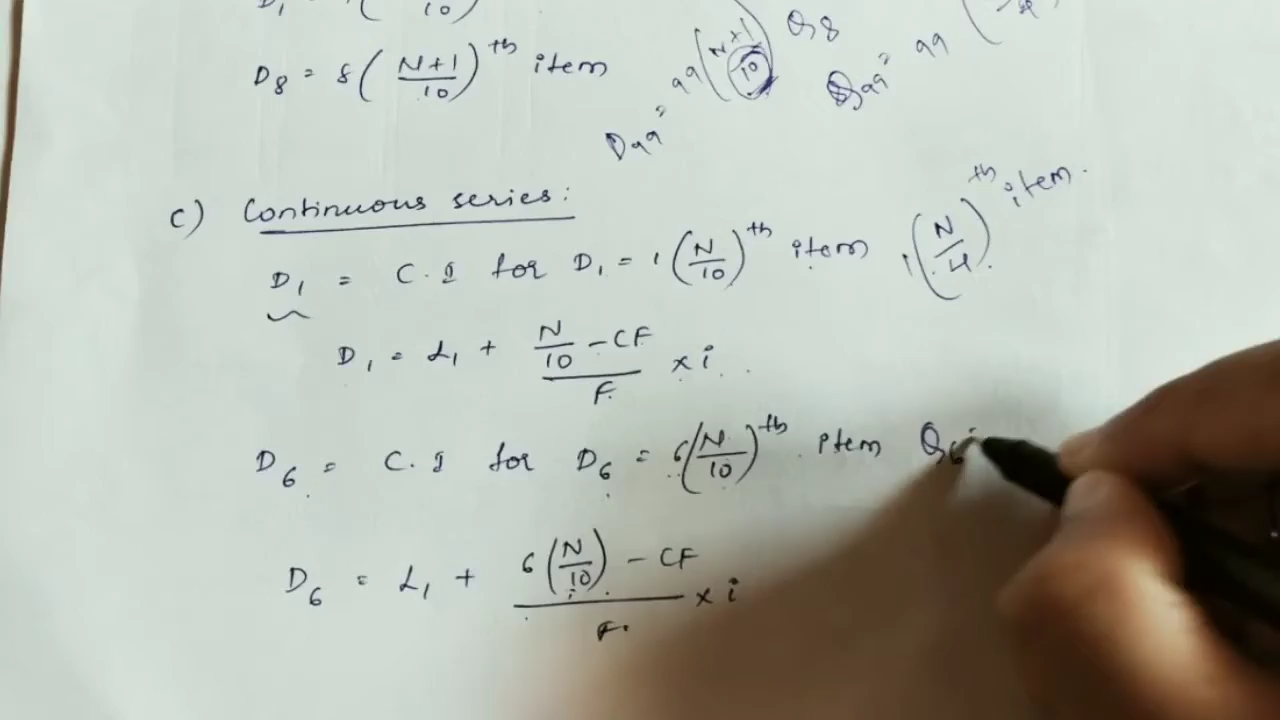 D₈ = 8 ( N+1 / 10 )ᵗʰ item
D₉₉ = 99 ( N+1 / 10 ) Q₈
Q₉₉ = 99
c) Continuous series:
D₁ = C.I for D₁ = 1 ( N / 10 )ᵗʰ item 1 ( N / 4 )ᵗʰ item.
D₁ = L₁ + N/10 - CF / F × i
D₆ = C.I for D₆ = 6 ( N / 10 )ᵗʰ item Q₆
D₆ = L₁ + 6 ( N / 10 ) - CF / F × i